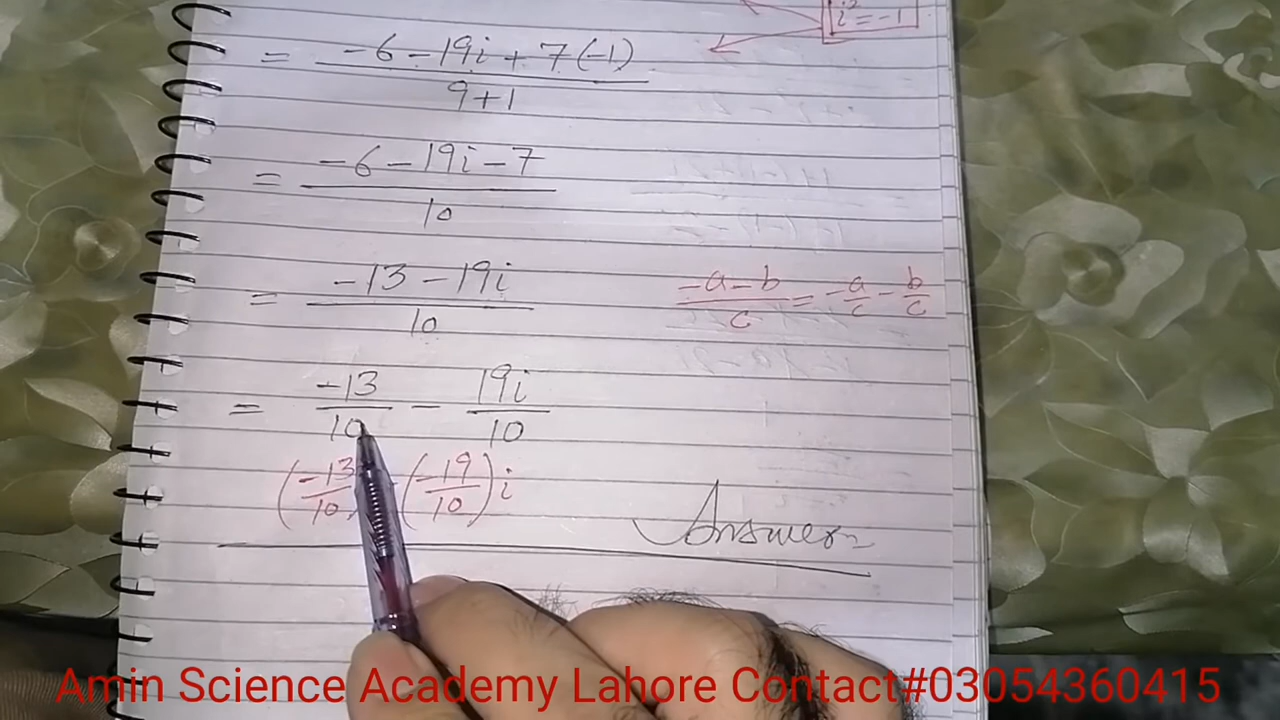 i² = -1
= -6 - 19i + 7(-1) / 9+1
= -6 - 19i - 7 / 10
= -13 - 19i / 10
-a - b / c = -a/c - b/c
= -13/10 - 19i/10
(-13/10 (-19/10)i
Answer
Amin Science Academy Lahore Contact#03054360415